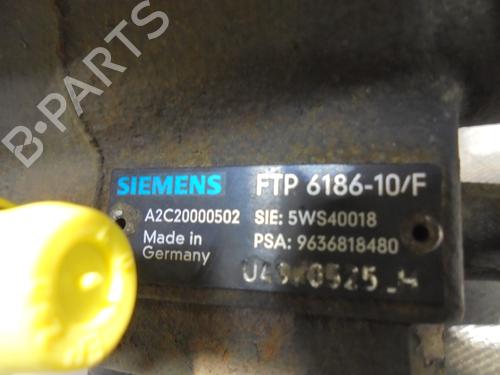 B-PARTS
SIEMENS FTP 6186-10/F
A2C20000502 SIE: 5WS40018
Made in Germany PSA: 9636818480